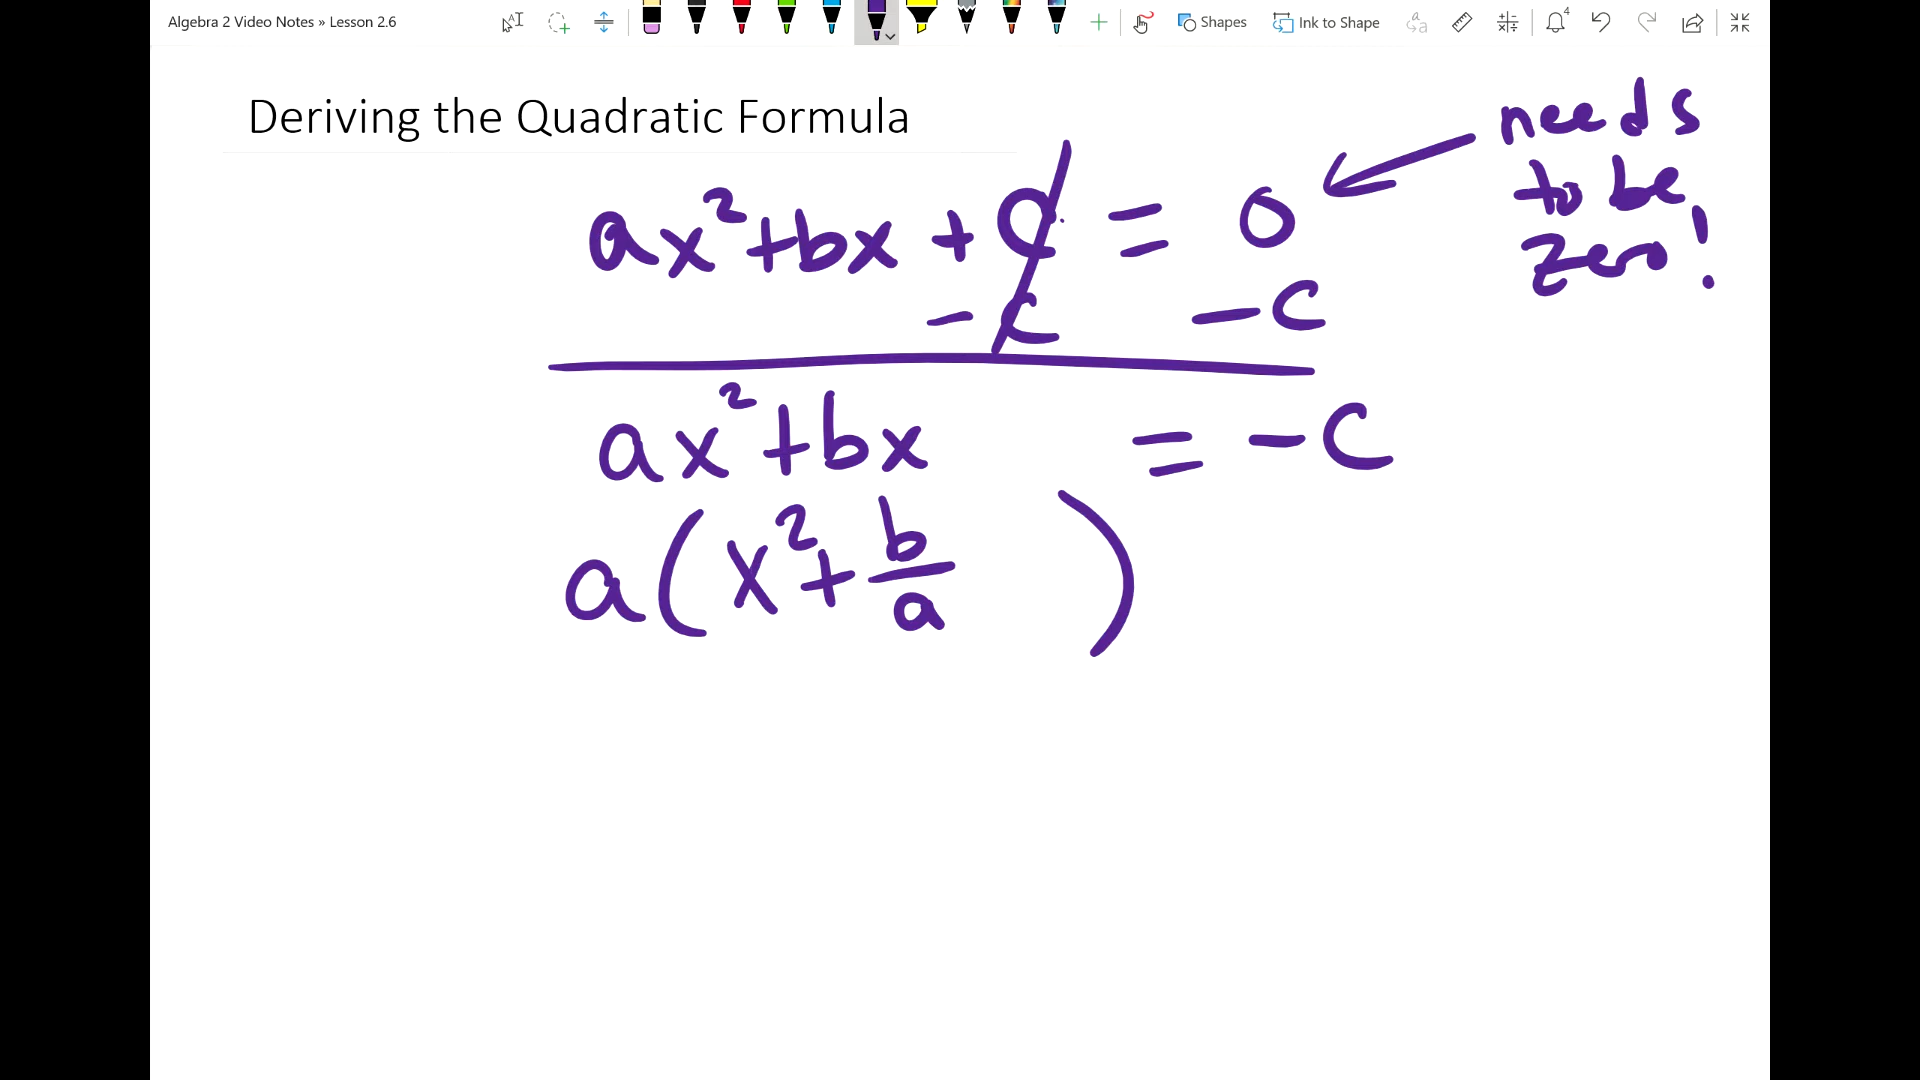 Algebra 2 Video Notes » Lesson 2.6
Shapes
Ink to Shape
4
Deriving the Quadratic Formula
ax²+bx + c = 0
needs
to be
zero!
- c - c
ax²+bx = -c
a(x²+ b/a )